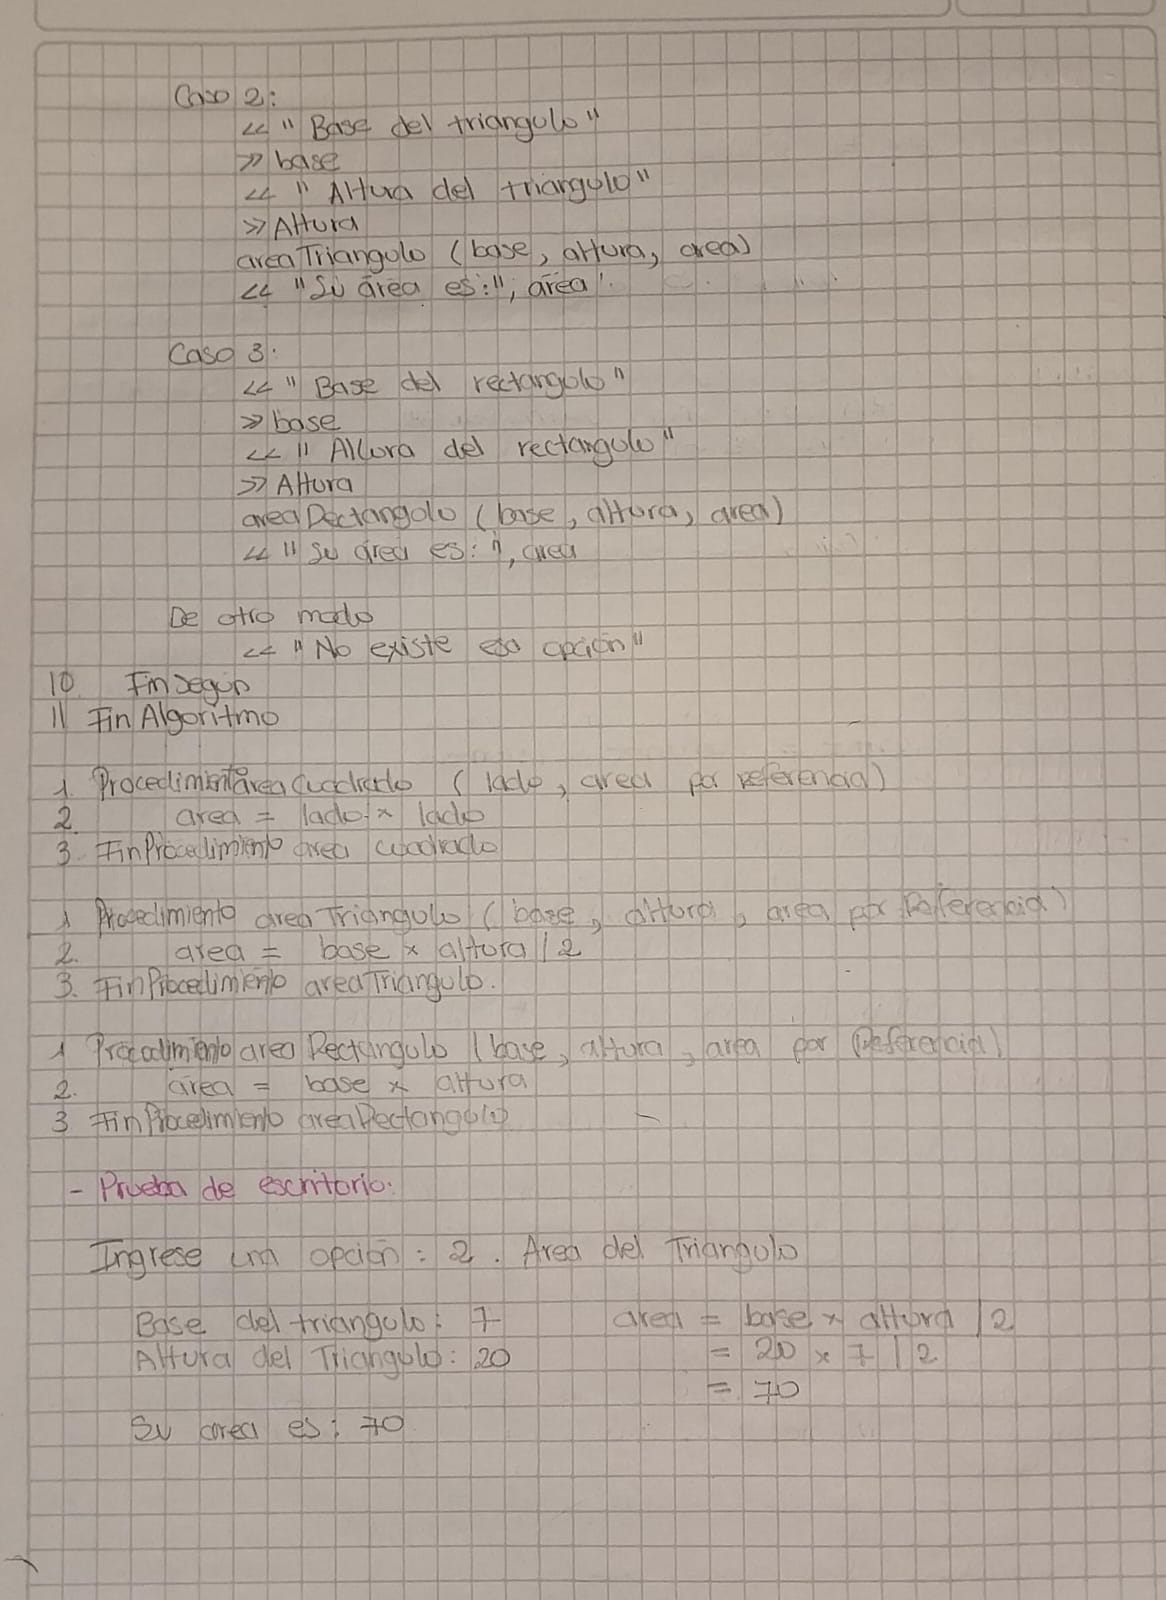 Caso 2:
<< "Base del triangulo"
>> base
<< "Altura del triangulo"
>> Altura
areaTriangulo (base, altura, area)
<< "Su área es:", área
Caso 3:
<< "Base del rectangulo"
>> base
<< "Altura del rectangulo"
>> Altura
areaRectangulo (base, altura, area)
<< "Su área es:", area
De otro modo
<< "No existe esa opción"
10 FinSegun
11 FinAlgoritmo
1. Procedimiento areaCuadrado (lado, area por referencia)
2. area = lado x lado
3. FinProcedimiento area cuadrado
1 Procedimiento areaTriangulo (base, altura, area por Referencia)
2. area = base x altura / 2
3. FinProcedimiento areaTriangulo.
1 Procedimiento area Rectangulo (base, altura, area por Referencia)
2. área = base x altura
3 FinProcedimiento areaRectangulo
- Prueba de escritorio.
Ingrese una opción: 2. Area del Triangulo
Base del triangulo: 7 area = base x altura / 2
Altura del Triangulo: 20 = 20 x 7 / 2
= 70
Su area es: 70